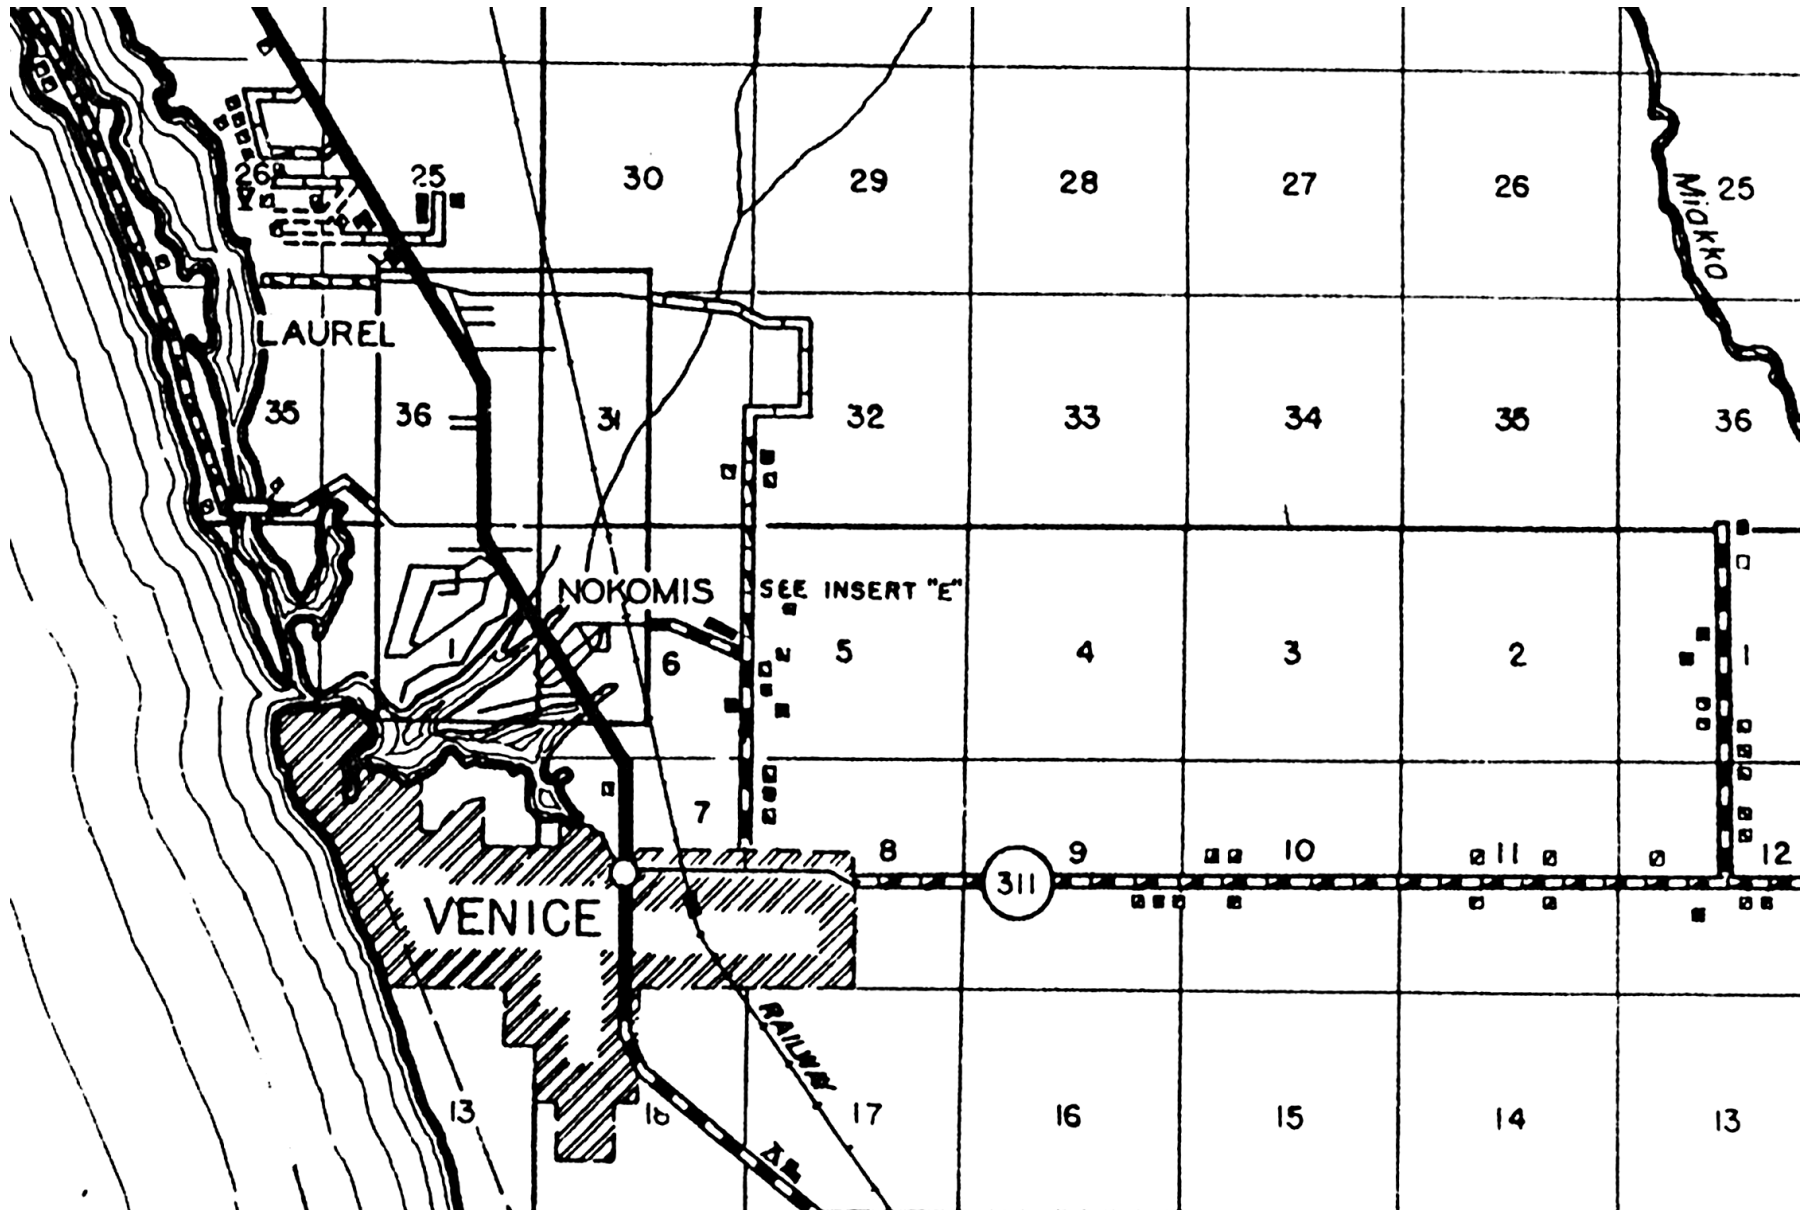 26 25 30 29 28 27 26 25
Miakko
LAUREL
35 36 31 32 33 34 35 36
NOKOMIS SEE INSERT "E"
1 6 5 4 3 2 1
7 8 9 10 11 12
311
VENICE
RAILWAY
13 18 17 16 15 14 13